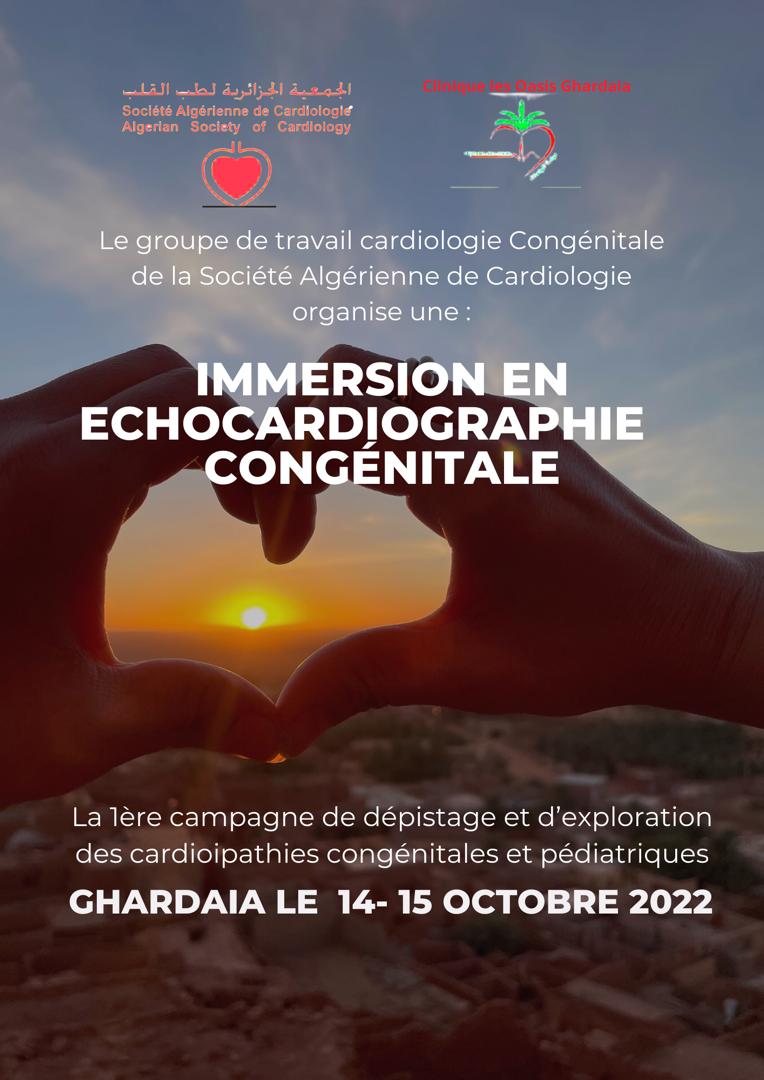 الجمعية الجزائرية لطب القلب
Société Algérienne de Cardiologie
Algerian Society of Cardiology
Clinique les Oasis Ghardaia
Le groupe de travail cardiologie Congénitale
de la Société Algérienne de Cardiologie
organise une :
IMMERSION EN
ECHOCARDIOGRAPHIE
CONGÉNITALE
La 1ère campagne de dépistage et d’exploration
des cardioipathies congénitales et pédiatriques
GHARDAIA LE 14- 15 OCTOBRE 2022